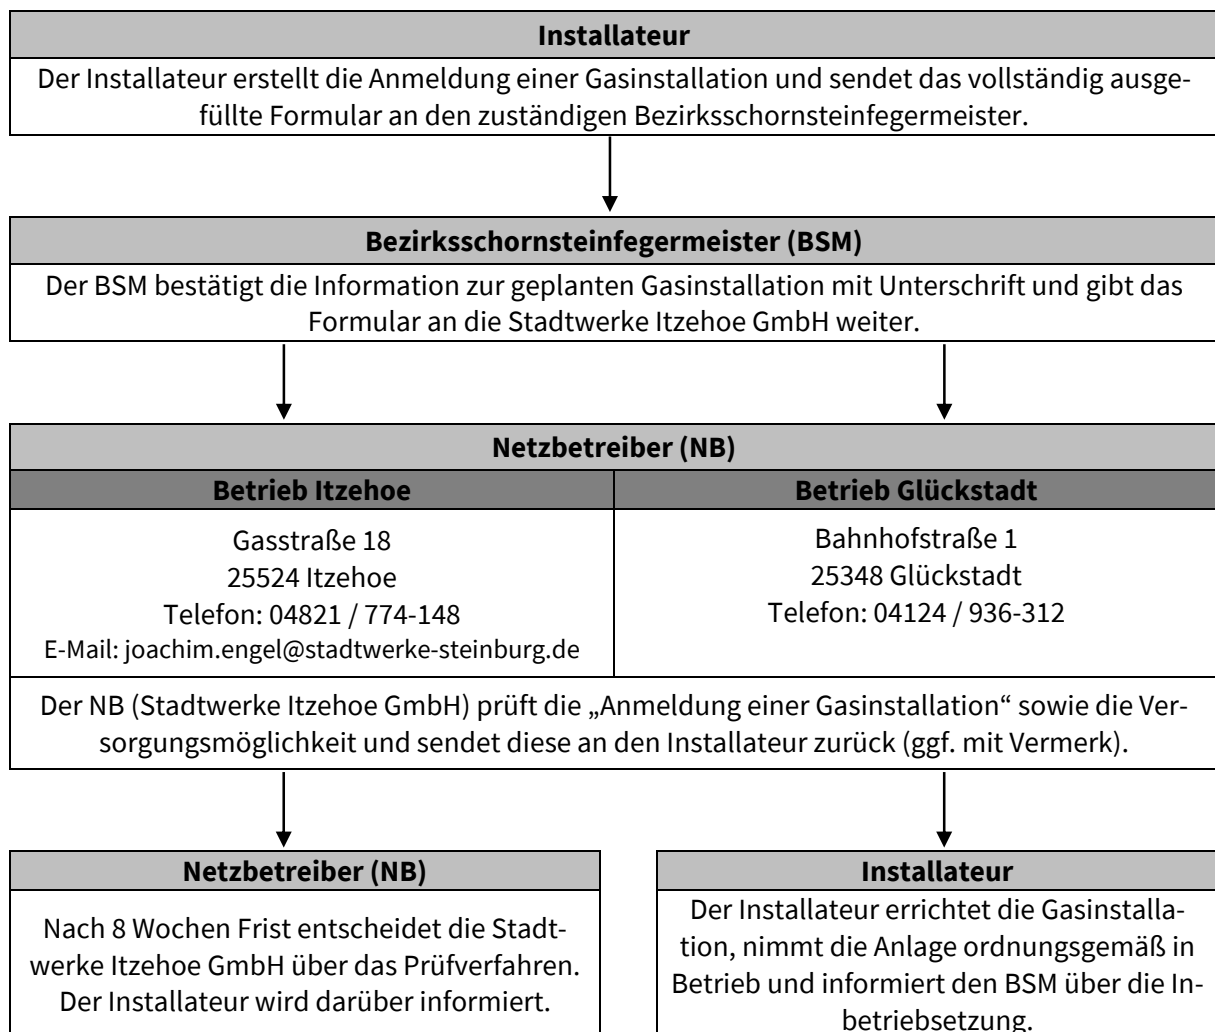 Installateur
Der Installateur erstellt die Anmeldung einer Gasinstallation und sendet das vollständig ausge-
füllte Formular an den zuständigen Bezirksschornsteinfegermeister.
Bezirksschornsteinfegermeister (BSM)
Der BSM bestätigt die Information zur geplanten Gasinstallation mit Unterschrift und gibt das
Formular an die Stadtwerke Itzehoe GmbH weiter.
Netzbetreiber (NB)
Betrieb Itzehoe
Gasstraße 18
25524 Itzehoe
Telefon: 04821 / 774-148
E-Mail: joachim.engel@stadtwerke-steinburg.de
Betrieb Glückstadt
Bahnhofstraße 1
25348 Glückstadt
Telefon: 04124 / 936-312
Der NB (Stadtwerke Itzehoe GmbH) prüft die „Anmeldung einer Gasinstallation“ sowie die Ver-
sorgungsmöglichkeit und sendet diese an den Installateur zurück (ggf. mit Vermerk).
Netzbetreiber (NB)
Nach 8 Wochen Frist entscheidet die Stadt-
werke Itzehoe GmbH über das Prüfverfahren.
Der Installateur wird darüber informiert.
Installateur
Der Installateur errichtet die Gasinstalla-
tion, nimmt die Anlage ordnungsgemäß in
Betrieb und informiert den BSM über die In-
betriebsetzung.